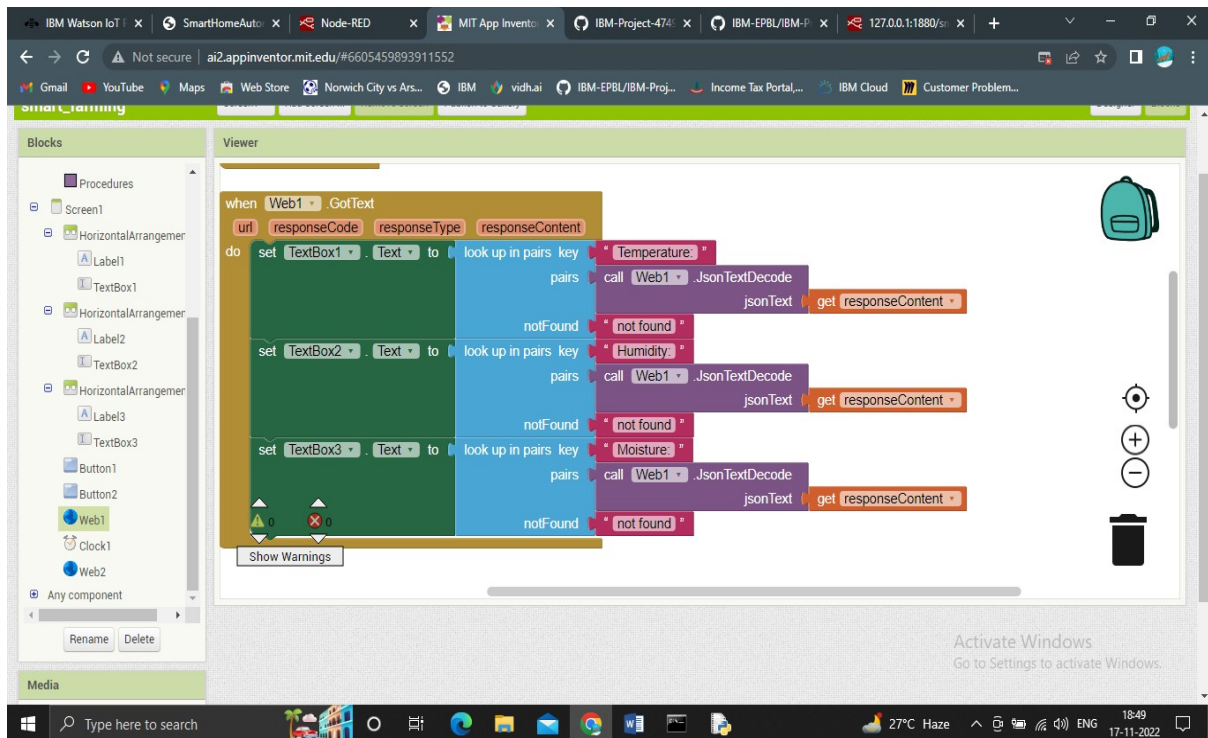 IBM Watson IoT P
SmartHomeAuto
Node-RED
MIT App Invento
IBM-Project-4749
IBM-EPBL/IBM-P
127.0.0.1:1880/sm
Not secure ai2.appinventor.mit.edu/#6605459893911552
Gmail YouTube Maps Web Store Norwich City vs Ars... IBM vidhai IBM-EPBL/IBM-Proj... Income Tax Portal,... IBM Cloud Customer Problem...
smart_farming
Blocks
Procedures
Screen1
HorizontalArrangemen
Label1
TextBox1
HorizontalArrangemen
Label2
TextBox2
HorizontalArrangemen
Label3
TextBox3
Button1
Button2
Web1
Clock1
Web2
Any component
Rename Delete
Media
Viewer
when Web1 .GotText
url responseCode responseType responseContent
do set TextBox1 . Text to look up in pairs key " Temperature: "
pairs call Web1 .JsonTextDecode
jsonText get responseContent
notFound " not found "
set TextBox2 . Text to look up in pairs key " Humidity: "
pairs call Web1 .JsonTextDecode
jsonText get responseContent
notFound " not found "
set TextBox3 . Text to look up in pairs key " Moisture: "
pairs call Web1 .JsonTextDecode
jsonText get responseContent
0 0 notFound " not found "
Show Warnings
Activate Windows
Go to Settings to activate Windows.
Type here to search
27°C Haze
ENG
18:49
17-11-2022